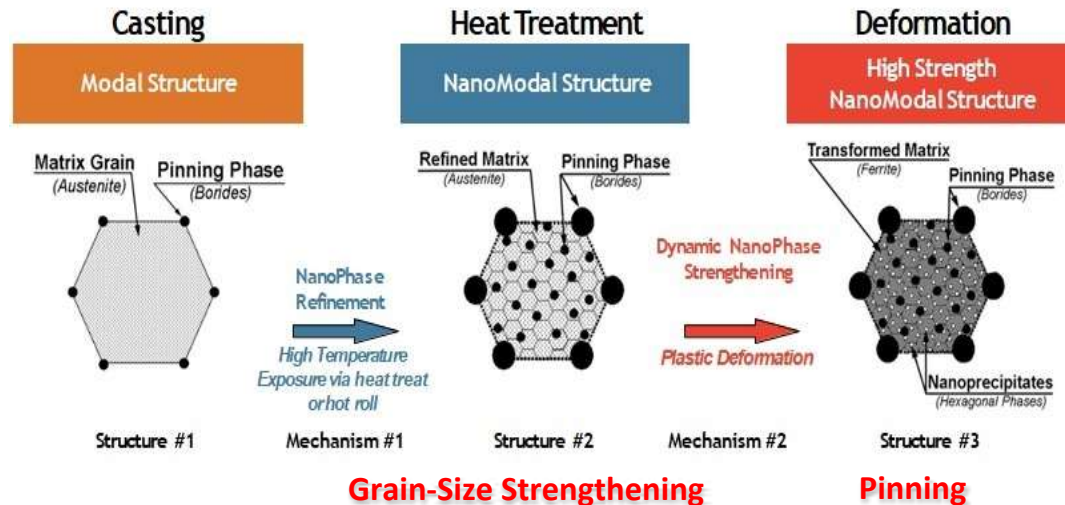 Casting
Heat Treatment
Deformation
Modal Structure
NanoModal Structure
High Strength
NanoModal Structure
Matrix Grain
(Austenite)
Pinning Phase
(Borides)
Refined Matrix
(Austenite)
Pinning Phase
(Borides)
Transformed Matrix
(Ferrite)
Pinning Phase
(Borides)
NanoPhase
Refinement
High Temperature
Exposure via heat treat
or hot roll
Dynamic NanoPhase
Strengthening
Plastic Deformation
Nanoprecipitates
(Hexagonal Phases)
Structure #1
Mechanism #1
Structure #2
Mechanism #2
Structure #3
Grain-Size Strengthening
Pinning